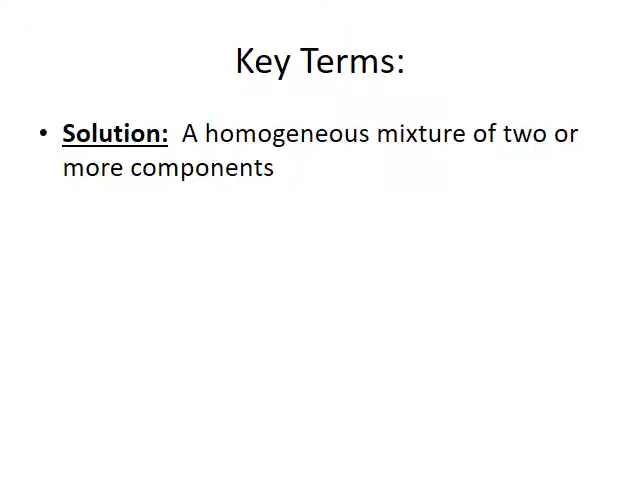 Key Terms:
• Solution:  A homogeneous mixture of two or
more components